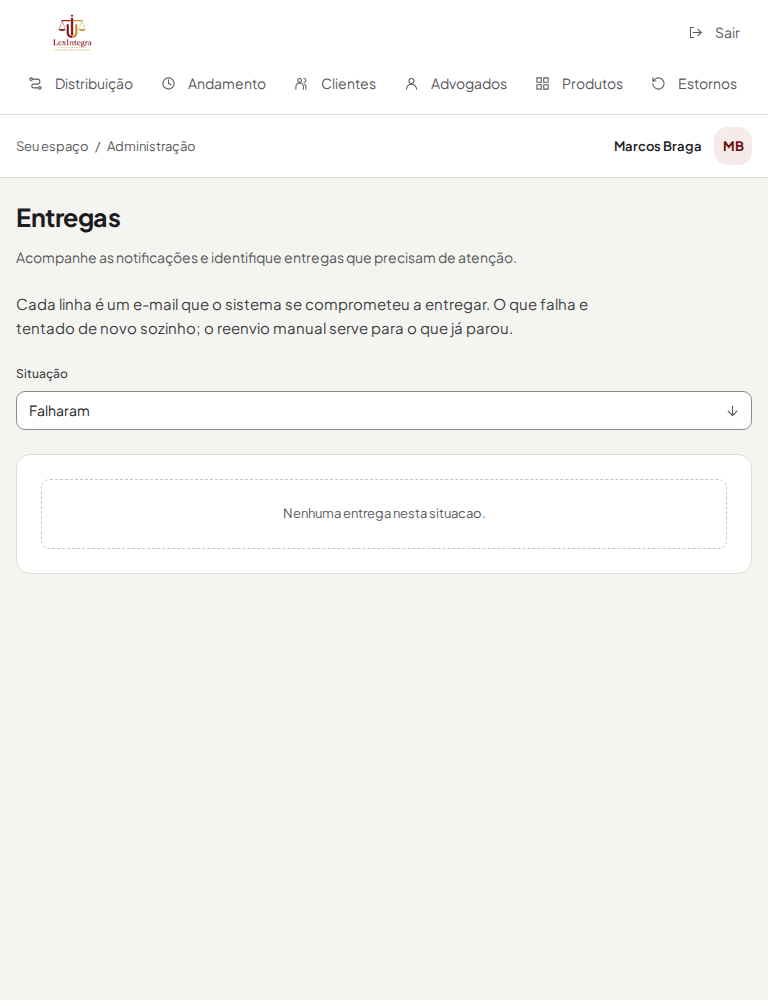 LexIntegra
Sair
Distribuição
Andamento
Clientes
Advogados
Produtos
Estornos
Seu espaço / Administração
Marcos Braga
MB
Entregas
Acompanhe as notificações e identifique entregas que precisam de atenção.
Cada linha é um e-mail que o sistema se comprometeu a entregar. O que falha e
tentado de novo sozinho; o reenvio manual serve para o que já parou.
Situação
Falharam
Nenhuma entrega nesta situacao.